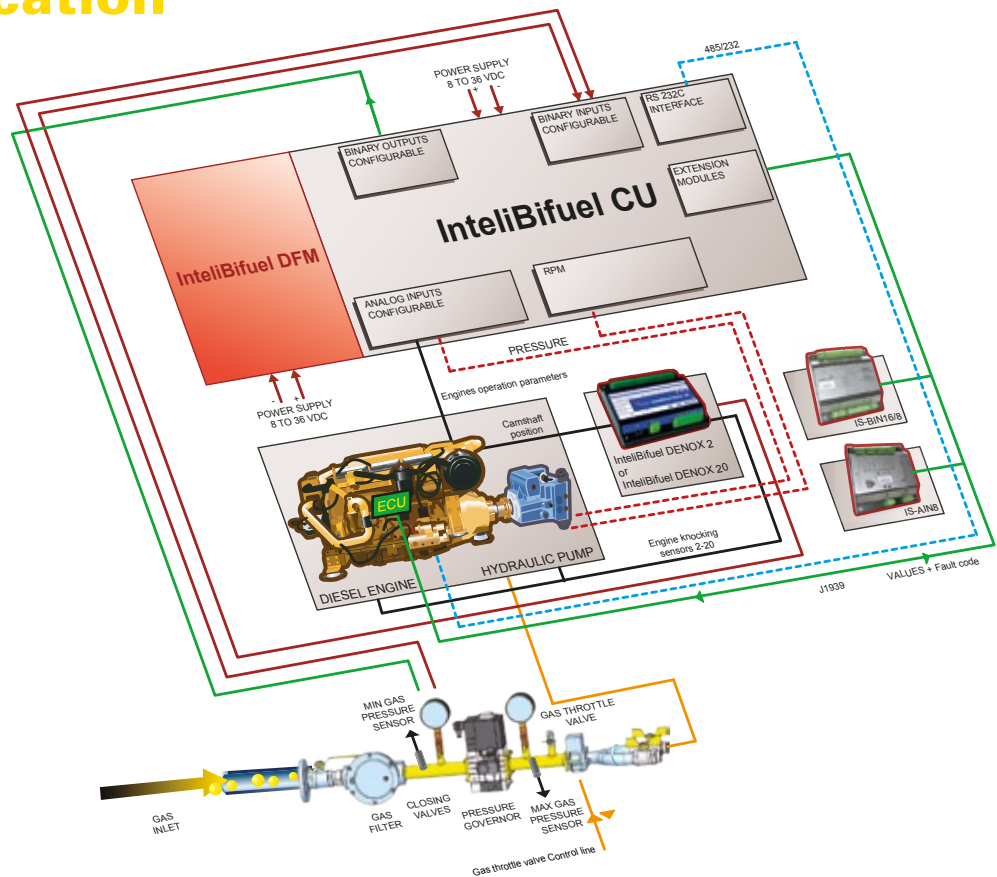 485/232
POWER SUPPLY
8 TO 36 VDC
+ -
BINARY OUTPUTS
CONFIGURABLE
BINARY INPUTS
CONFIGURABLE
RS 232C
INTERFACE
EXTENSION
MODULES
InteliBifuel CU
InteliBifuel DFM
ANALOG INPUTS
CONFIGURABLE
RPM
PRESSURE
- +
POWER SUPPLY
8 TO 36 VDC
Engines operation parameters
Camshaft
position
InteliBifuel DENOX 2
or
InteliBifuel DENOX 20
IS-BIN16/8
IS-AIN8
ECU
Engine knocking
sensors 2-20
HYDRAULIC PUMP
DIESEL ENGINE
J1939
VALUES + Fault code
MIN GAS
PRESSURE
SENSOR
GAS THROTTLE
VALVE
GAS
INLET
GAS
FILTER
CLOSING
VALVES
PRESSURE
GOVERNOR
MAX GAS
PRESSURE
SENSOR
Gas throttle valve Control line